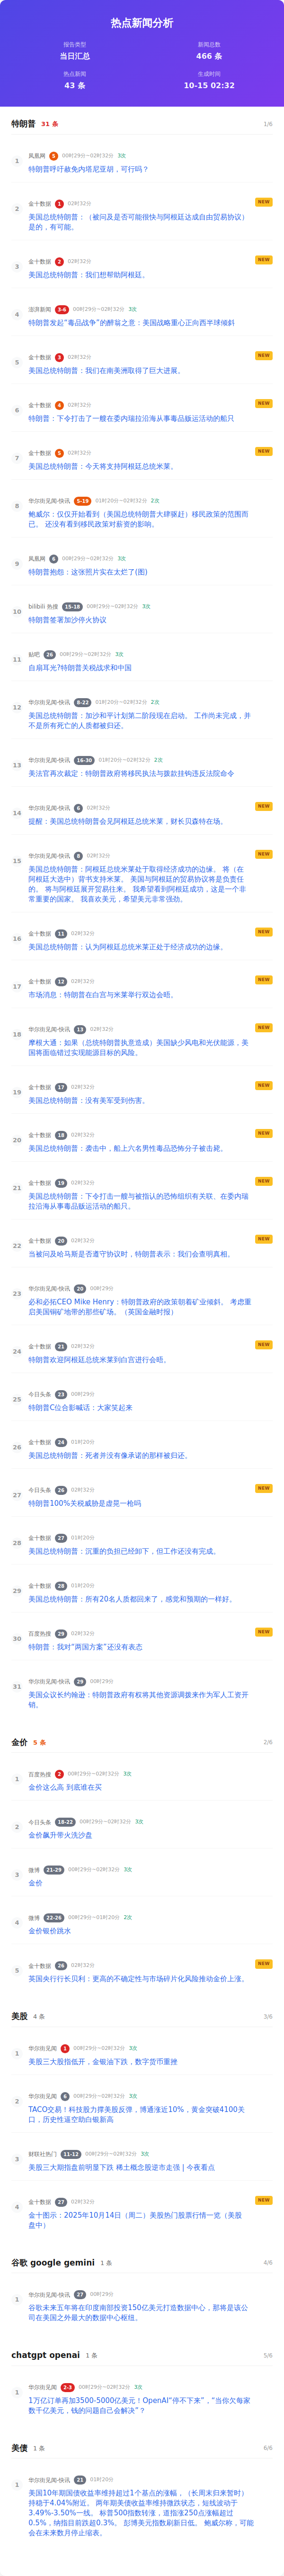 热点新闻分析
报告类型
当日汇总
新闻总数
466 条
热点新闻
43 条
生成时间
10-15 02:32
特朗普 31 条 1/6
1
凤凰网 5 00时29分~02时32分 3次
特朗普呼吁赦免内塔尼亚胡，可行吗？
NEW
2
金十数据 1 02时32分
美国总统特朗普：（被问及是否可能很快与阿根廷达成自由贸易协议）
是的，有可能。
NEW
3
金十数据 2 02时32分
美国总统特朗普：我们想帮助阿根廷。
4
澎湃新闻 3-6 00时29分~02时32分 3次
特朗普发起“毒品战争”的醉翁之意：美国战略重心正向西半球倾斜
NEW
5
金十数据 3 02时32分
美国总统特朗普：我们在南美洲取得了巨大进展。
NEW
6
金十数据 4 02时32分
特朗普：下令打击了一艘在委内瑞拉沿海从事毒品贩运活动的船只
NEW
7
金十数据 5 02时32分
美国总统特朗普：今天将支持阿根廷总统米莱。
8
华尔街见闻-快讯 5-19 01时20分~02时32分 2次
鲍威尔：仅仅开始看到（美国总统特朗普大肆驱赶）移民政策的范围而
已。 还没有看到移民政策对薪资的影响。
9
凤凰网 6 00时29分~02时32分 3次
特朗普抱怨：这张照片实在太烂了(图)
10
bilibili 热搜 15-18 00时29分~02时32分 3次
特朗普签署加沙停火协议
11
贴吧 26 00时29分~02时32分 3次
自扇耳光?特朗普关税战求和中国
12
华尔街见闻-快讯 8-22 01时20分~02时32分 2次
美国总统特朗普：加沙和平计划第二阶段现在启动。 工作尚未完成，并
不是所有死亡的人质都被归还。
13
华尔街见闻-快讯 16-30 01时20分~02时32分 2次
美法官再次裁定：特朗普政府将移民执法与拨款挂钩违反法院命令
NEW
14
华尔街见闻-快讯 6 02时32分
提醒：美国总统特朗普会见阿根廷总统米莱，财长贝森特在场。
NEW
15
华尔街见闻-快讯 8 02时32分
美国总统特朗普：阿根廷总统米莱处于取得经济成功的边缘。 将（在
阿根廷大选中）背书支持米莱。 美国与阿根廷的贸易协议将是负责任
的。 将与阿根廷展开贸易往来。 我希望看到阿根廷成功，这是一个非
常重要的国家。 我喜欢美元，希望美元非常强劲。
NEW
16
金十数据 11 02时32分
美国总统特朗普：认为阿根廷总统米莱正处于经济成功的边缘。
NEW
17
金十数据 12 02时32分
市场消息：特朗普在白宫与米莱举行双边会晤。
NEW
18
华尔街见闻-快讯 13 02时32分
摩根大通：如果（总统特朗普执意造成）美国缺少风电和光伏能源，美
国将面临错过实现能源目标的风险。
NEW
19
金十数据 17 02时32分
美国总统特朗普：没有美军受到伤害。
NEW
20
金十数据 18 02时32分
美国总统特朗普：袭击中，船上六名男性毒品恐怖分子被击毙。
NEW
21
金十数据 19 02时32分
美国总统特朗普：下令打击一艘与被指认的恐怖组织有关联、在委内瑞
拉沿海从事毒品贩运活动的船只。
NEW
22
金十数据 20 02时32分
当被问及哈马斯是否遵守协议时，特朗普表示：我们会查明真相。
23
华尔街见闻-快讯 20 00时29分
必和必拓CEO Mike Henry：特朗普政府的政策朝着矿业倾斜。 考虑重
启美国铜矿地带的那些矿场。（英国金融时报）
NEW
24
金十数据 21 02时32分
特朗普欢迎阿根廷总统米莱到白宫进行会晤。
25
今日头条 23 00时29分
特朗普C位合影喊话：大家笑起来
26
金十数据 24 01时20分
美国总统特朗普：死者并没有像承诺的那样被归还。
NEW
27
今日头条 26 02时32分
特朗普100%关税威胁是虚晃一枪吗
28
金十数据 27 01时20分
美国总统特朗普：沉重的负担已经卸下，但工作还没有完成。
29
金十数据 28 01时20分
美国总统特朗普：所有20名人质都回来了，感觉和预期的一样好。
NEW
30
百度热搜 29 02时32分
特朗普：我对“两国方案”还没有表态
31
华尔街见闻-快讯 29 00时29分
美国众议长约翰逊：特朗普政府有权将其他资源调拨来作为军人工资开
销。
金价 5 条 2/6
1
百度热搜 2 00时29分~02时32分 3次
金价这么高 到底谁在买
2
今日头条 18-22 00时29分~02时32分 3次
金价飙升带火洗沙盘
3
微博 21-29 00时29分~02时32分 3次
金价
4
微博 22-26 00时29分~01时20分 2次
金价银价跳水
NEW
5
金十数据 26 02时32分
英国央行行长贝利：更高的不确定性与市场碎片化风险推动金价上涨。
美股 4 条 3/6
1
华尔街见闻 1 00时29分~02时32分 3次
美股三大股指低开，金银油下跌，数字货币重挫
2
华尔街见闻 6 00时29分~02时32分 3次
TACO交易！科技股力撑美股反弹，博通涨近10%，黄金突破4100关
口，历史性逼空助白银新高
3
财联社热门 11-12 00时29分~02时32分 3次
美股三大期指盘前明显下跌 稀土概念股逆市走强 | 今夜看点
NEW
4
金十数据 27 02时32分
金十图示：2025年10月14日（周二）美股热门股票行情一览（美股
盘中）
谷歌 google gemini 1 条 4/6
1
华尔街见闻-快讯 27 00时29分
谷歌未来五年将在印度南部投资150亿美元打造数据中心，那将是该公
司在美国之外最大的数据中心枢纽。
chatgpt openai 1 条 5/6
1
华尔街见闻 2-3 00时29分~02时32分 3次
1万亿订单再加3500-5000亿美元！OpenAI“停不下来”，“当你欠每家
数千亿美元，钱的问题自己会解决”？
美债 1 条 6/6
1
华尔街见闻-快讯 21 01时20分
美国10年期国债收益率维持超过1个基点的涨幅，（长周末归来暂时）
持稳于4.04%附近。 两年期美债收益率维持微跌状态，短线波动于
3.49%-3.50%一线。 标普500指数转涨，道指涨250点涨幅超过
0.5%，纳指目前跌超0.3%。 彭博美元指数刷新日低。 鲍威尔称，可能
会在未来数月停止缩表。